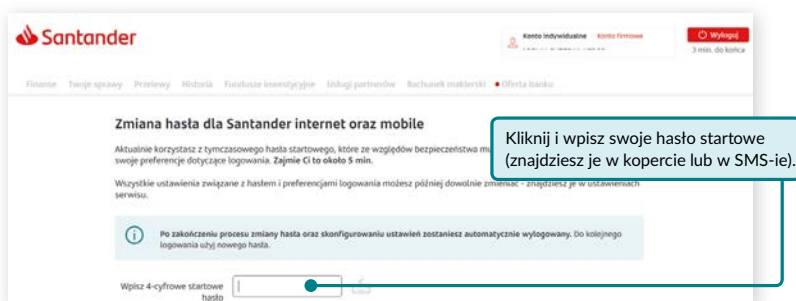 Santander
Konto indywidualne Konto firmowe
Wyloguj
3 min. do końca
Finanse Twoje sprawy Przelewy Historia Fundusze inwestycyjne Usługi partnerów Rachunek maklerski Oferta banku
Zmiana hasła dla Santander internet oraz mobile
Kliknij i wpisz swoje hasło startowe
(znajdziesz je w kopercie lub w SMS-ie).
Aktualnie korzystasz z tymczasowego hasła startowego, które ze względów bezpieczeństwa
swoje preferencje dotyczące logowania. Zajmie Ci to około 5 min.
Wszystkie ustawienia związane z hasłem i preferencjami logowania możesz później dowolnie zmieniać - znajdziesz je w ustawieniach
serwisu.
Po zakończeniu procesu zmiany hasła oraz skonfigurowaniu ustawień zostaniesz automatycznie wylogowany. Do kolejnego
logowania użyj nowego hasła.
Wpisz 4-cyfrowe startowe
hasło